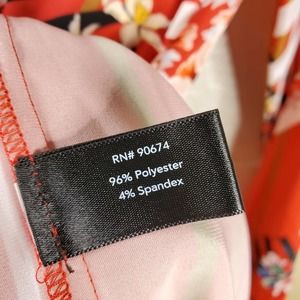 RN# 90674
96% Polyester
4% Spandex